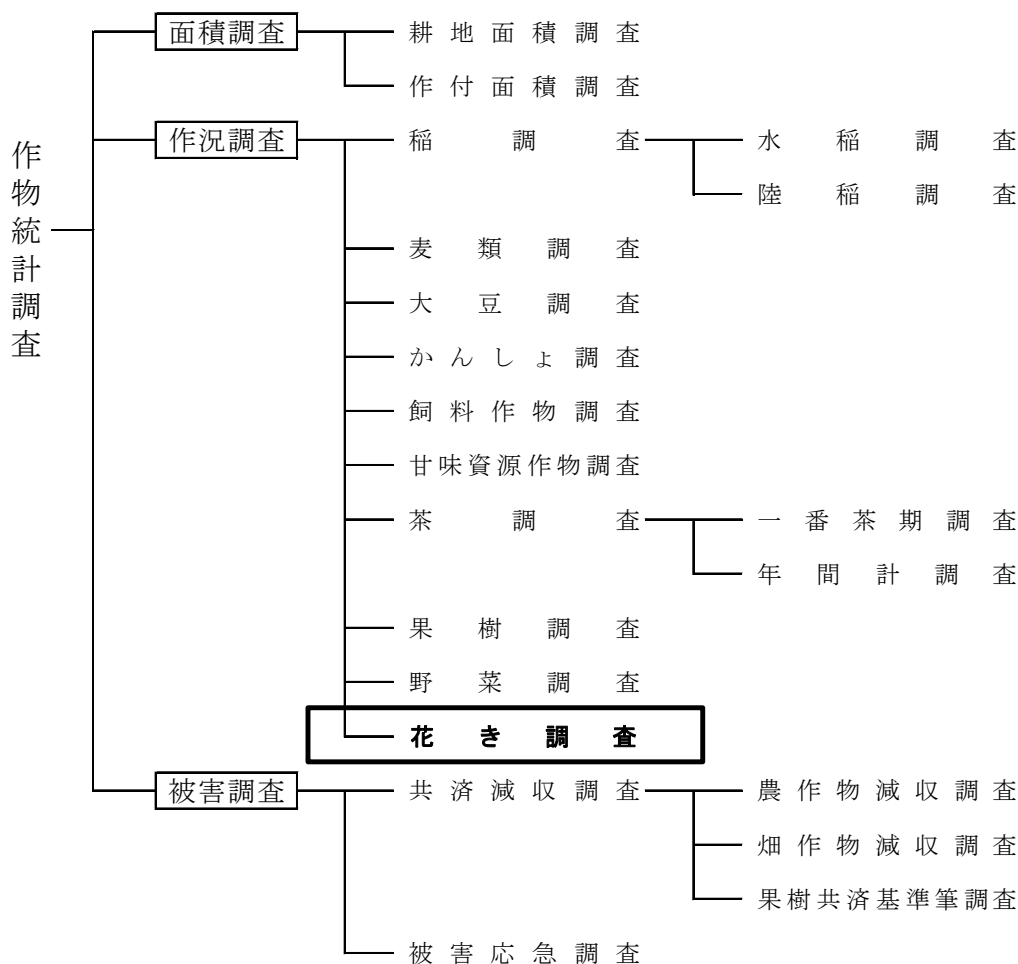 作物統計調査
面積調査
耕地面積調査
作付面積調査
作況調査
稲調査
水稲調査
陸稲調査
麦類調査
大豆調査
かんしょ調査
飼料作物調査
甘味資源作物調査
茶調査
一番茶期調査
年間計調査
果樹調査
野菜調査
花き調査
被害調査
共済減収調査
農作物減収調査
畑作物減収調査
果樹共済基準筆調査
被害応急調査